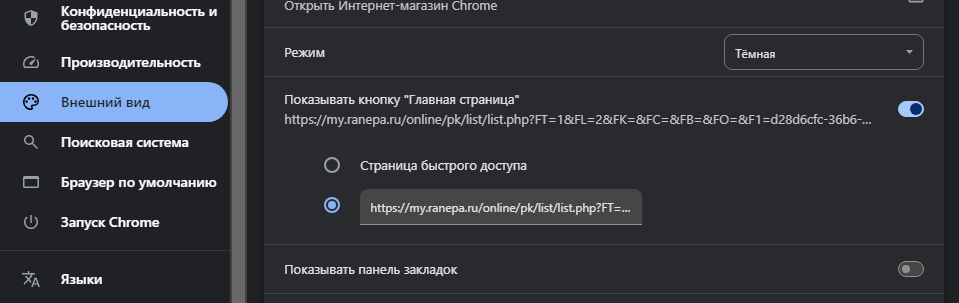 Конфиденциальность и
безопасность
Производительность
Внешний вид
Поисковая система
Браузер по умолчанию
Запуск Chrome
Языки
Открыть Интернет-магазин Chrome
Режим
Тёмная
Показывать кнопку "Главная страница"
https://my.ranepa.ru/online/pk/list/list.php?FT=1&FL=2&FK=&FC=&FB=&FO=&F1=d28d6cfc-36b6-...
Страница быстрого доступа
https://my.ranepa.ru/online/pk/list/list.php?FT=...
Показывать панель закладок